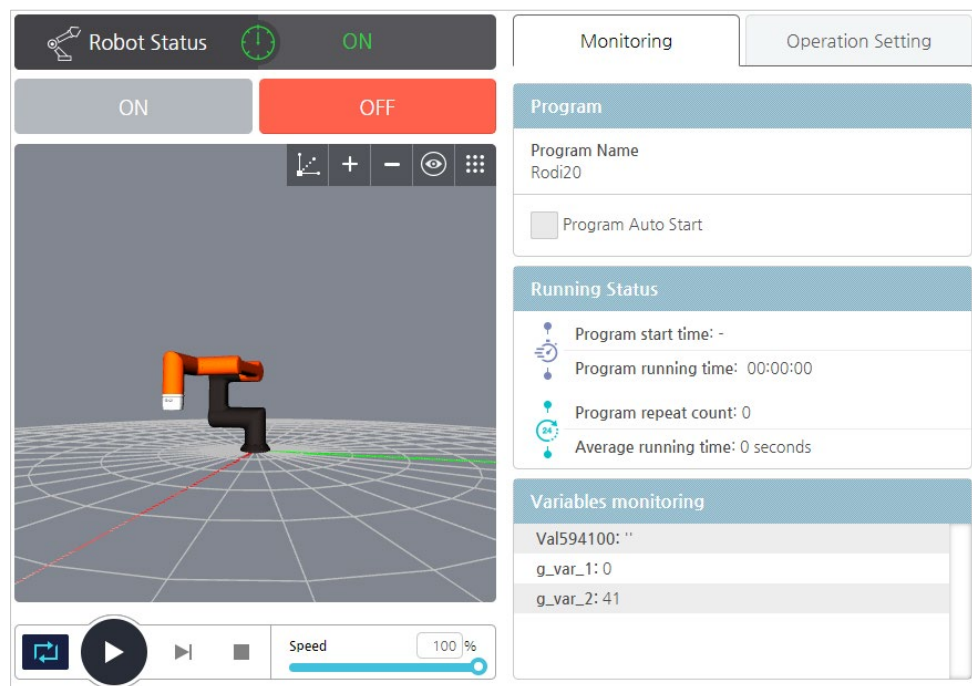 Robot Status ON
ON OFF
Speed 100 %
Monitoring Operation Setting
Program
Program Name
Rodi20
Program Auto Start
Running Status
Program start time: -
Program running time: 00:00:00
Program repeat count: 0
24
Average running time: 0 seconds
Variables monitoring
Val594100: ''
g_var_1: 0
g_var_2: 41